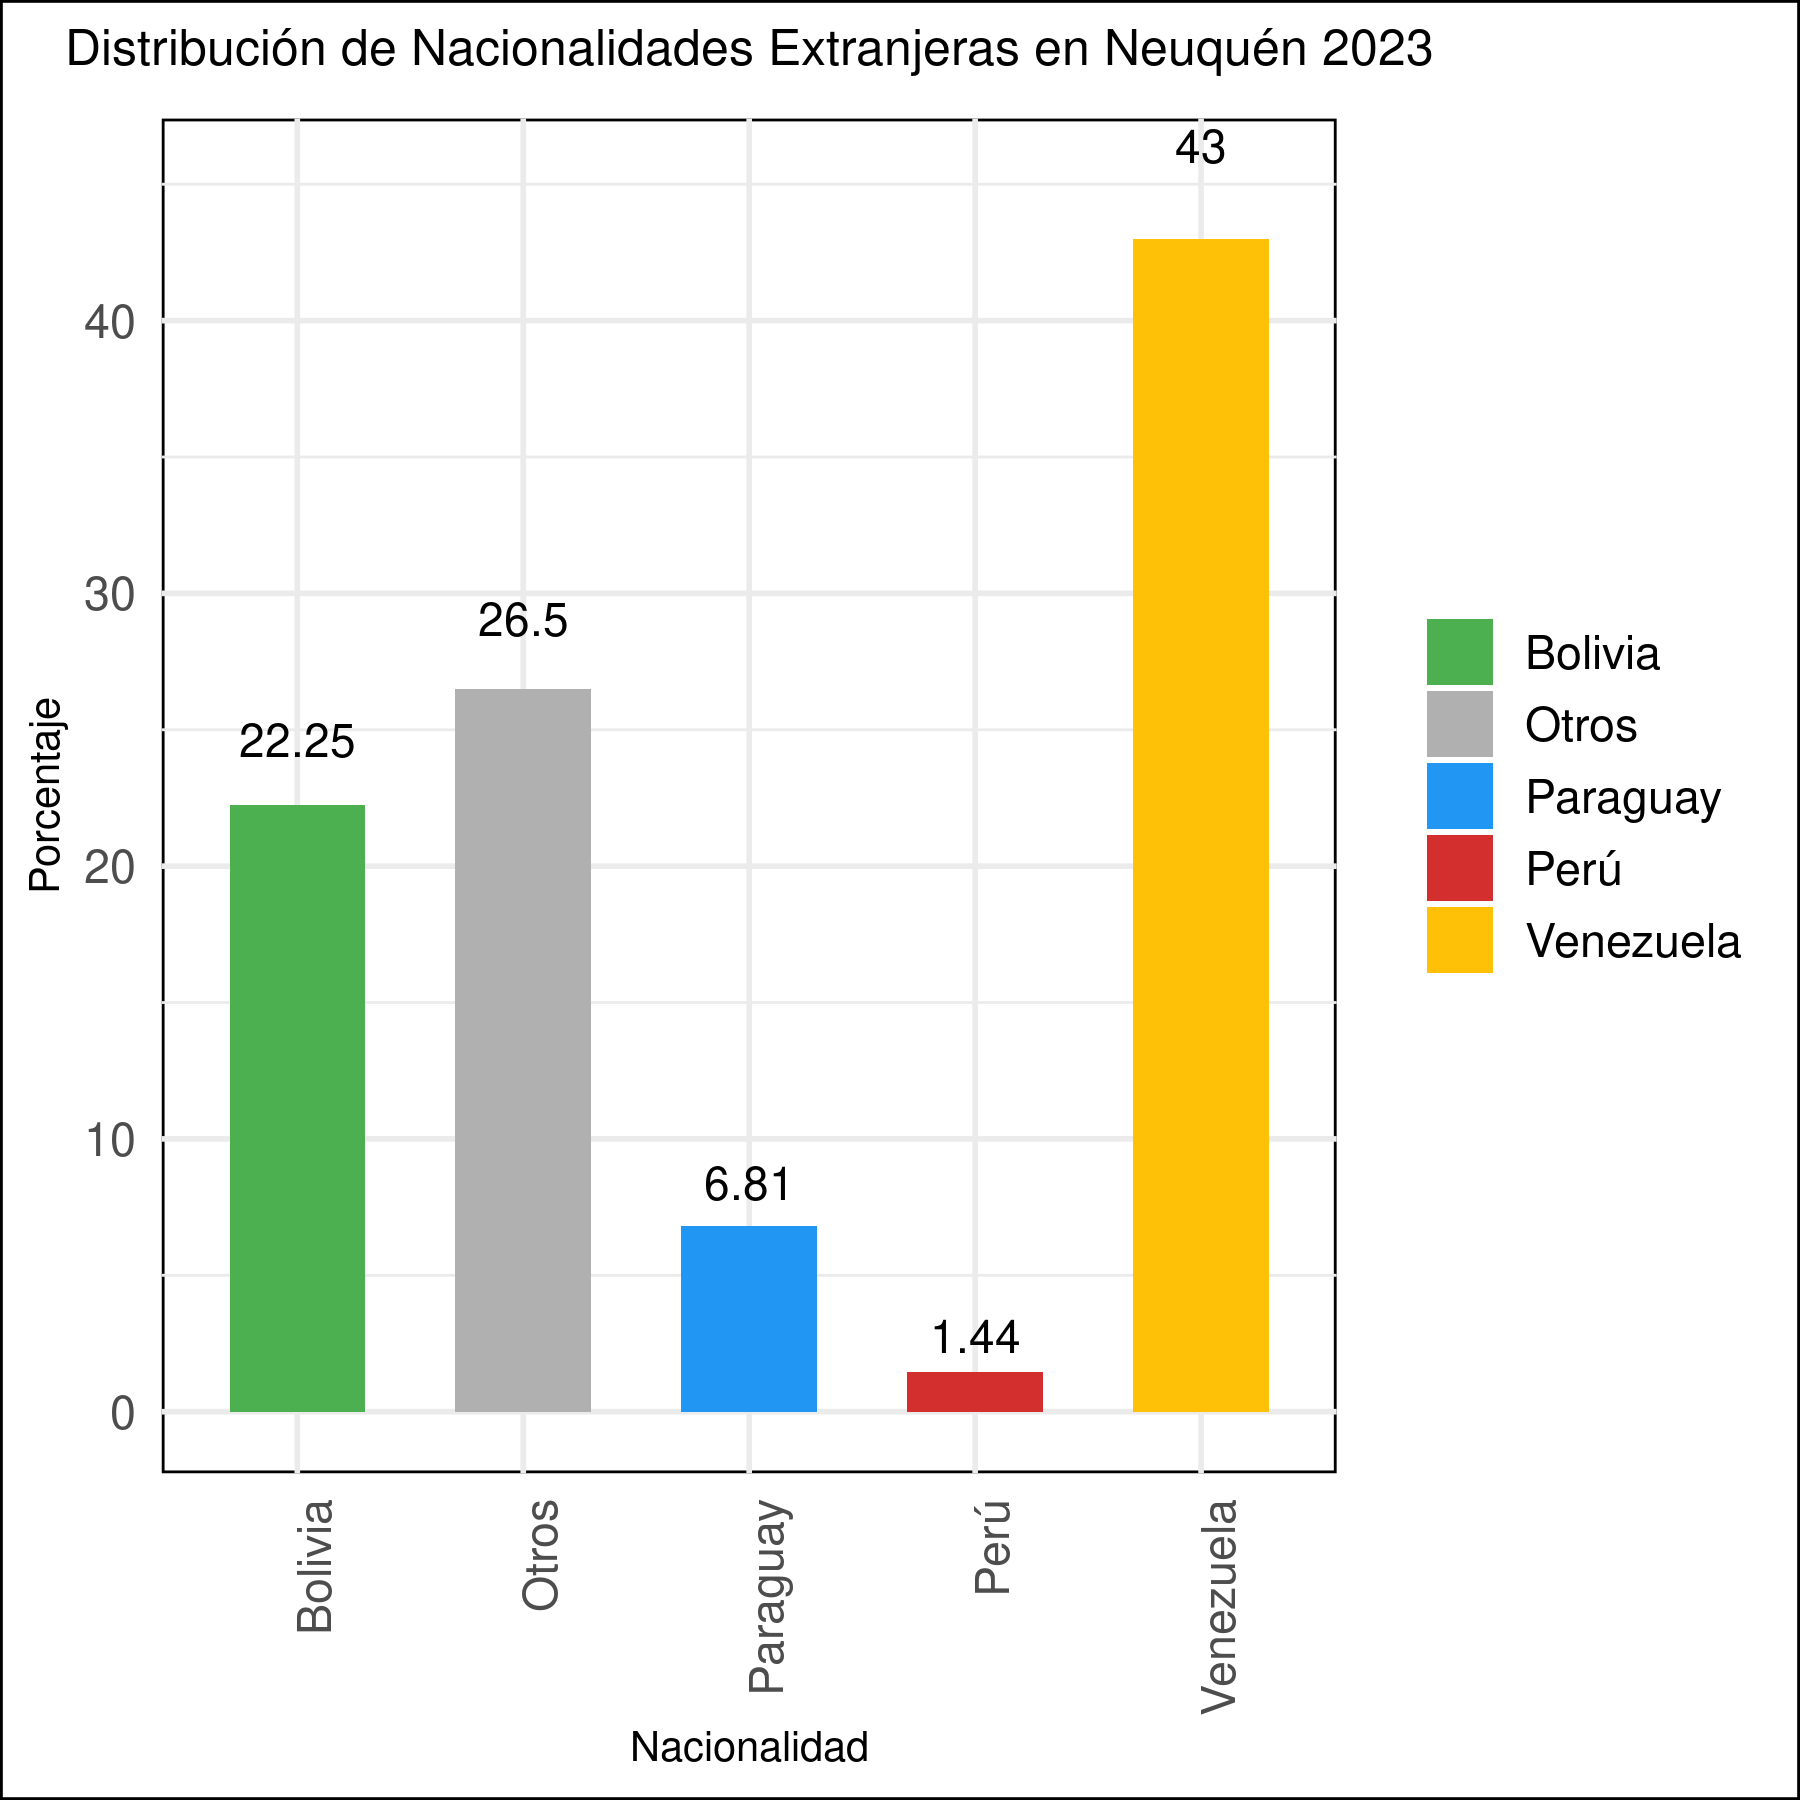 Distribución de Nacionalidades Extranjeras en Neuquén 2023
43
40
30
26.5
22.25
20
10
6.81
1.44
0
Porcentaje
Bolivia
Otros
Paraguay
Perú
Venezuela
Nacionalidad
Bolivia
Otros
Paraguay
Perú
Venezuela